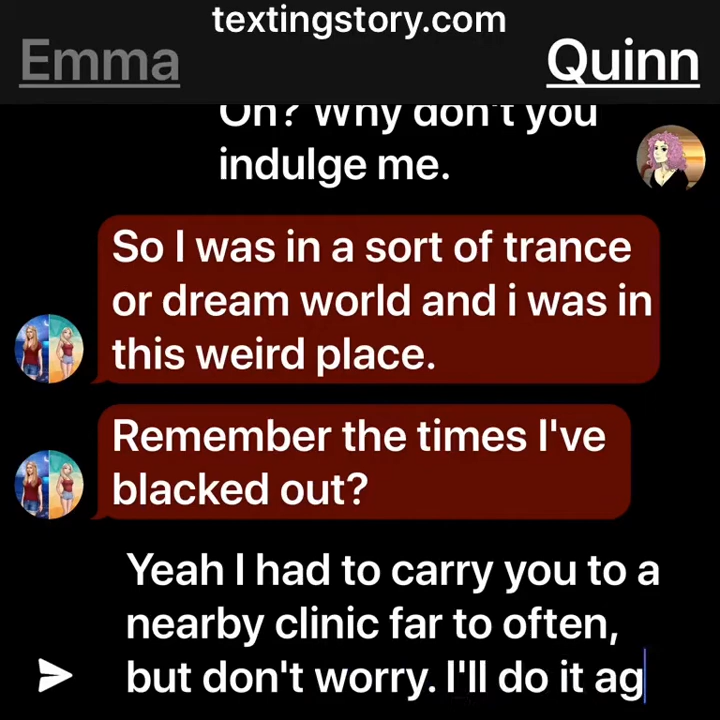 textingstory.com
Emma
Quinn
Oh? Why don't you
indulge me.
So I was in a sort of trance
or dream world and i was in
this weird place.
Remember the times I've
blacked out?
Yeah I had to carry you to a
nearby clinic far to often,
but don't worry. I'll do it ag